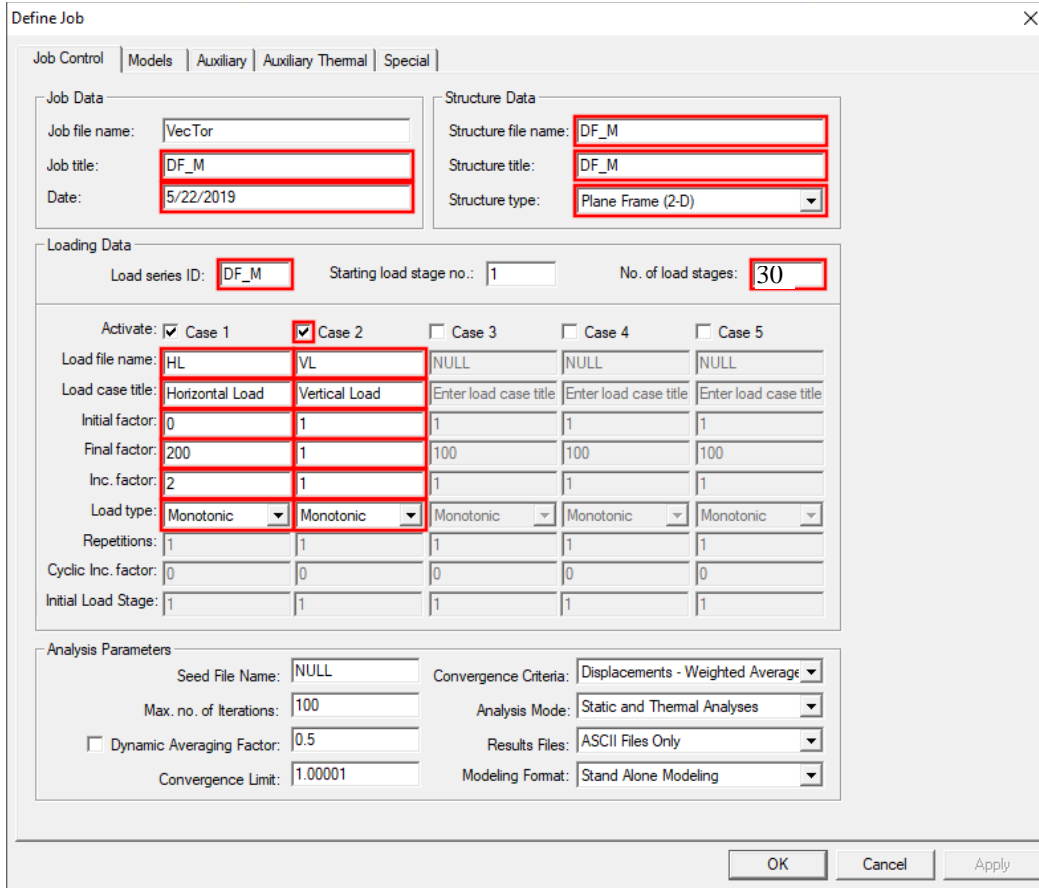 Define Job
Job Control Models Auxiliary Auxiliary Thermal Special
Job Data
Job file name: VecTor
Job title: DF_M
Date: 5/22/2019
Structure Data
Structure file name: DF_M
Structure title: DF_M
Structure type: Plane Frame (2-D)
Loading Data
Load series ID: DF_M Starting load stage no.: 1 No. of load stages: 30
Activate: Case 1 Case 2 Case 3 Case 4 Case 5
Load file name: HL VL NULL NULL NULL
Load case title: Horizontal Load Vertical Load Enter load case title Enter load case title Enter load case title
Initial factor: 0 1 1 1 1
Final factor: 200 1 100 100 100
Inc. factor: 2 1 1 1 1
Load type: Monotonic Monotonic Monotonic Monotonic Monotonic
Repetitions: 1 1 1 1 1
Cyclic Inc. factor: 0 0 0 0 0
Initial Load Stage: 1 1 1 1 1
Analysis Parameters
Seed File Name: NULL Convergence Criteria: Displacements - Weighted Average
Max. no. of Iterations: 100 Analysis Mode: Static and Thermal Analyses
Dynamic Averaging Factor: 0.5 Results Files: ASCII Files Only
Convergence Limit: 1.00001 Modeling Format: Stand Alone Modeling
OK Cancel Apply